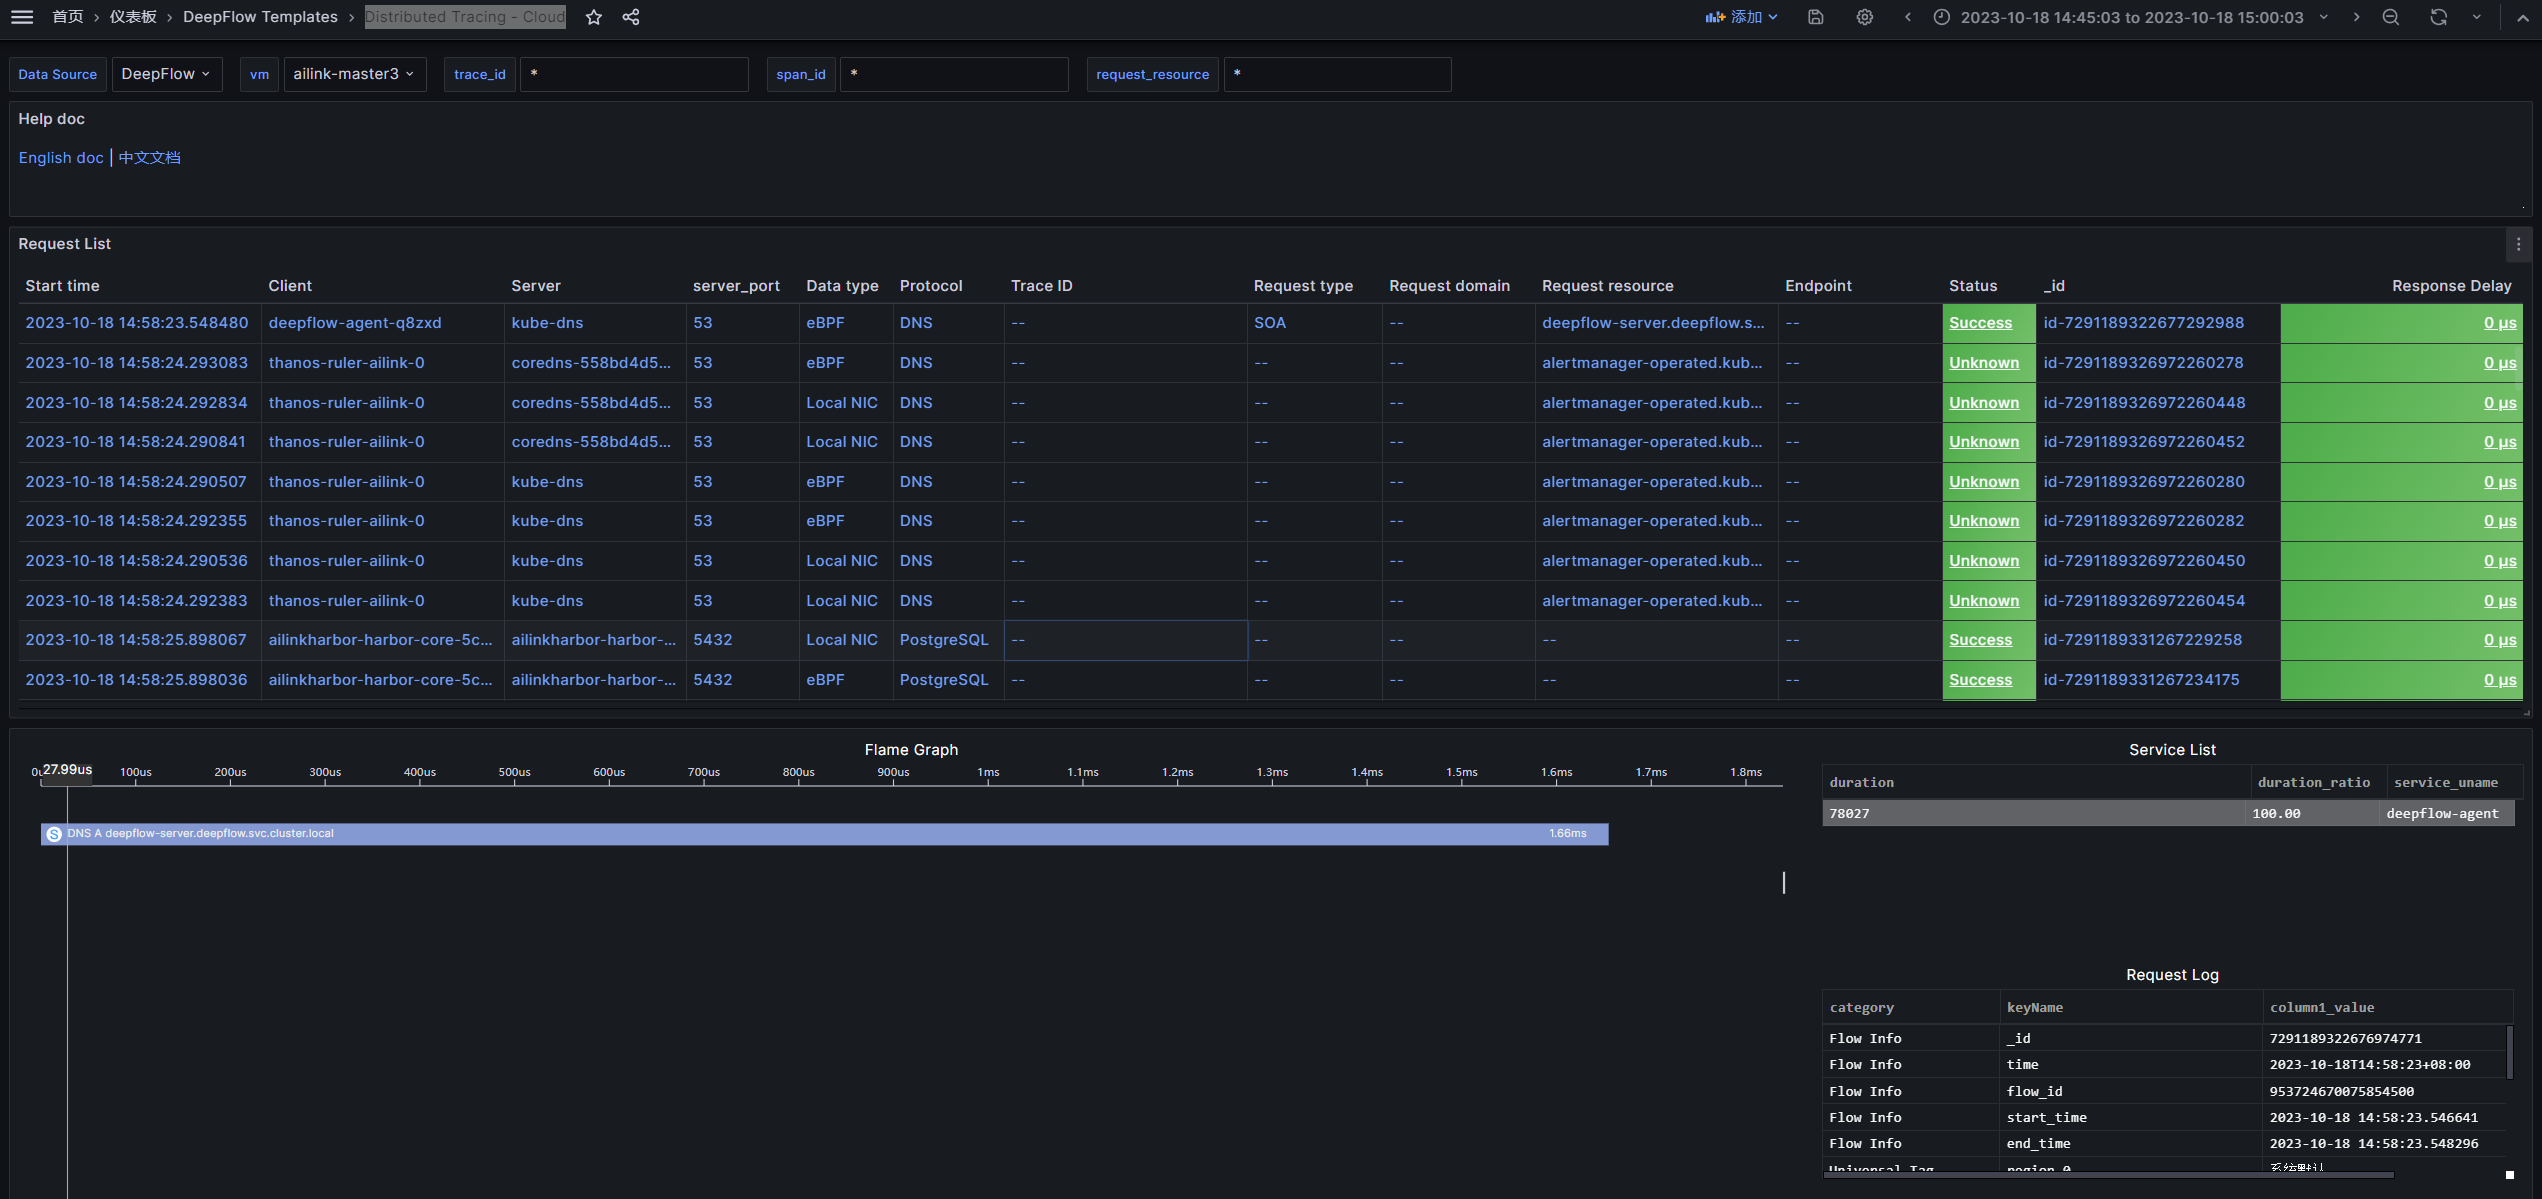 首页 › 仪表板 › DeepFlow Templates › Distributed Tracing - Cloud 添加 2023-10-18 14:45:03 to 2023-10-18 15:00:03
Data Source DeepFlow vm ailink-master3 trace_id * span_id * request_resource *
Help doc
English doc | 中文文档
Request List
Start time Client Server server_port Data type Protocol Trace ID Request type Request domain Request resource Endpoint Status _id Response Delay
2023-10-18 14:58:23.548480 deepflow-agent-q8zxd kube-dns 53 eBPF DNS -- SOA -- deepflow-server.deepflow.s... -- Success id-7291189322677292988 0 µs
2023-10-18 14:58:24.293083 thanos-ruler-ailink-0 coredns-558bd4d5... 53 eBPF DNS -- -- -- alertmanager-operated.kub... -- Unknown id-7291189326972260278 0 µs
2023-10-18 14:58:24.292834 thanos-ruler-ailink-0 coredns-558bd4d5... 53 Local NIC DNS -- -- -- alertmanager-operated.kub... -- Unknown id-7291189326972260448 0 µs
2023-10-18 14:58:24.290841 thanos-ruler-ailink-0 coredns-558bd4d5... 53 Local NIC DNS -- -- -- alertmanager-operated.kub... -- Unknown id-7291189326972260452 0 µs
2023-10-18 14:58:24.290507 thanos-ruler-ailink-0 kube-dns 53 eBPF DNS -- -- -- alertmanager-operated.kub... -- Unknown id-7291189326972260280 0 µs
2023-10-18 14:58:24.292355 thanos-ruler-ailink-0 kube-dns 53 eBPF DNS -- -- -- alertmanager-operated.kub... -- Unknown id-7291189326972260282 0 µs
2023-10-18 14:58:24.290536 thanos-ruler-ailink-0 kube-dns 53 Local NIC DNS -- -- -- alertmanager-operated.kub... -- Unknown id-7291189326972260450 0 µs
2023-10-18 14:58:24.292383 thanos-ruler-ailink-0 kube-dns 53 Local NIC DNS -- -- -- alertmanager-operated.kub... -- Unknown id-7291189326972260454 0 µs
2023-10-18 14:58:25.898067 ailinkharbor-harbor-core-5c... ailinkharbor-harbor-... 5432 Local NIC PostgreSQL -- -- -- -- -- Success id-7291189331267229258 0 µs
2023-10-18 14:58:25.898036 ailinkharbor-harbor-core-5c... ailinkharbor-harbor-... 5432 eBPF PostgreSQL -- -- -- -- -- Success id-7291189331267234175 0 µs
Flame Graph
27.99us 100us 200us 300us 400us 500us 600us 700us 800us 900us 1ms 1.1ms 1.2ms 1.3ms 1.4ms 1.5ms 1.6ms 1.7ms 1.8ms
S DNS A deepflow-server.deepflow.svc.cluster.local 1.66ms
Service List
duration duration_ratio service_uname
78027 100.00 deepflow-agent
Request Log
category keyName column1_value
Flow Info _id 7291189322676974771
Flow Info time 2023-10-18T14:58:23+08:00
Flow Info flow_id 953724670075854500
Flow Info start_time 2023-10-18 14:58:23.546641
Flow Info end_time 2023-10-18 14:58:23.548296
Universal Tag region_0 系统默认